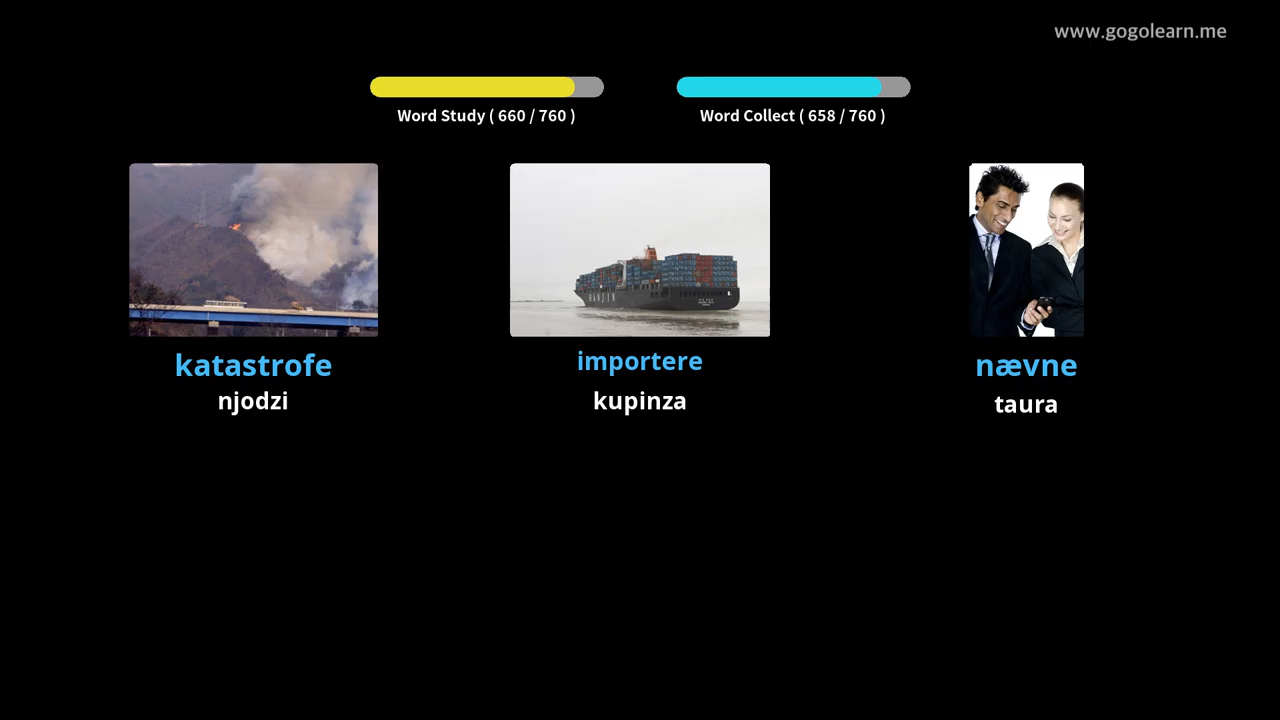 www.gogolearn.me
Word Study ( 660 / 760 )
Word Collect ( 658 / 760 )
katastrofe
njodzi
importere
kupinza
nævne
taura